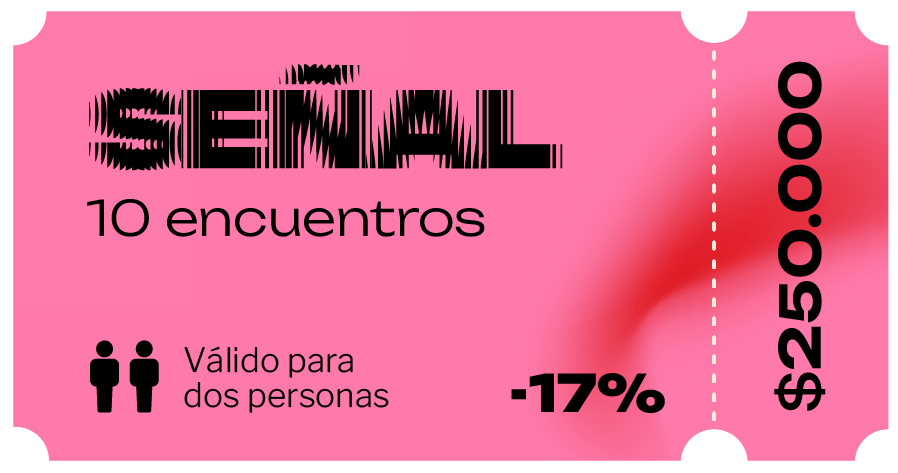 SEÑAL
10 encuentros
Válido para
dos personas
-17%
$250.000